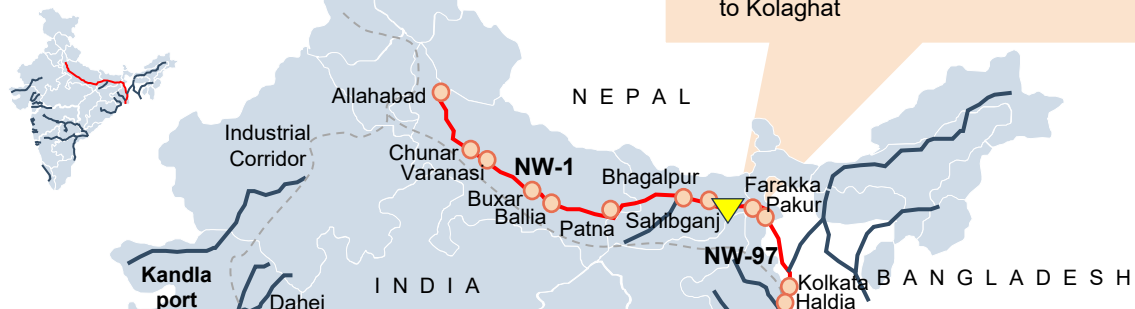 to Kolaghat
NEPAL
Allahabad
Industrial
Corridor
Chunar
Varanasi
NW-1
Buxar
Ballia
Patna
Bhagalpur
Sahibganj
Farakka
Pakur
NW-97
Kandla
port
INDIA
Dahej
Kolkata
Haldia
BANGLADESH